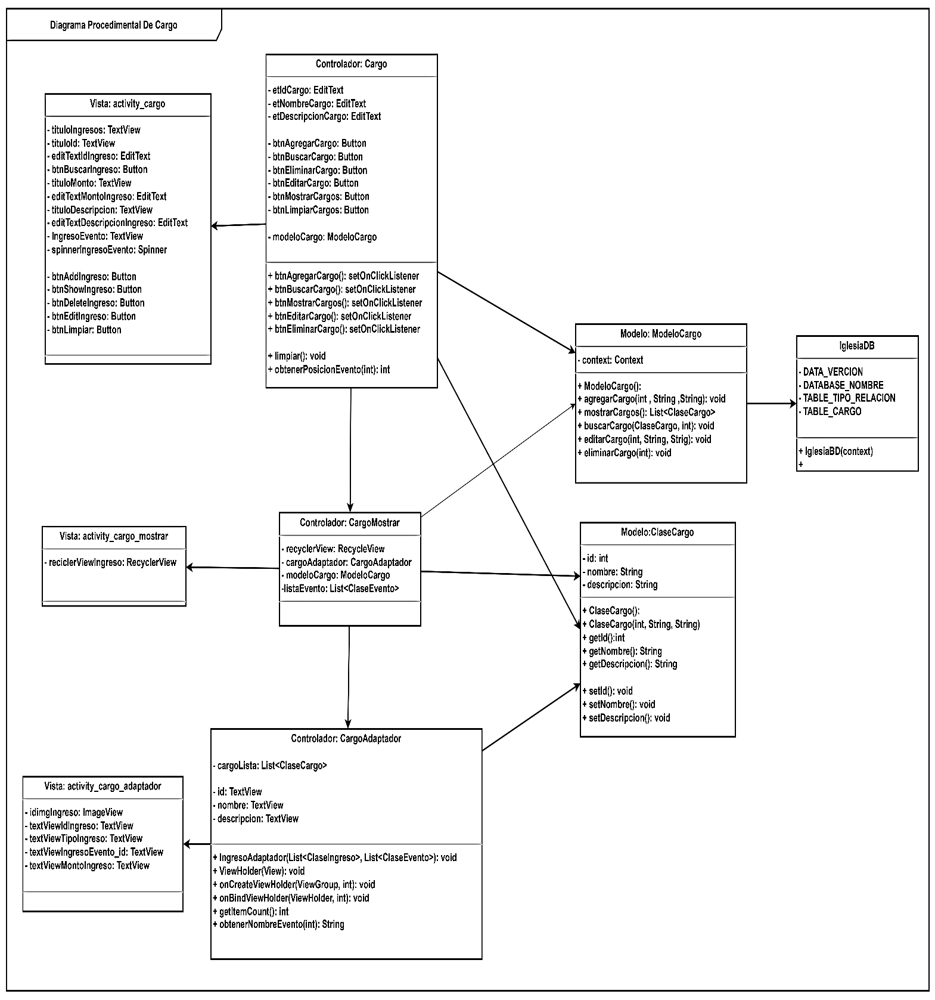 Diagrama Procedimental De Cargo
Controlador: Cargo
- etIdCargo: EditText
- etNombreCargo: EditText
- etDescripcionCargo: EditText
- btnAgregarCargo: Button
- btnBuscarCargo: Button
- btnEliminarCargo: Button
- btnEditarCargo: Button
- btnMostrarCargos: Button
- btnLimpiarCargos: Button
- modeloCargo: ModeloCargo
+ btnAgregarCargo(): setOnClickListener
+ btnBuscarCargo(): setOnClickListener
+ btnMostrarCargos(): setOnClickListener
+ btnEditarCargo(): setOnClickListener
+ btnEliminarCargo(): setOnClickListener
+ limpiar(): void
+ obtenerPosicionEvento(int): int
Vista: activity_cargo
- tituloIngresos: TextView
- tituloId: TextView
- editTextIdIngreso: EditText
- btnBuscarIngreso: Button
- tituloMonto: TextView
- editTextMontoIngreso: EditText
- tituloDescripcion: TextView
- editTextDescripcionIngreso: EditText
- IngresoEvento: TextView
- spinnerIngresoEvento: Spinner
- btnAddIngreso: Button
- btnShowIngreso: Button
- btnDeleteIngreso: Button
- btnEditIngreso: Button
- btnLimpiar: Button
Modelo: ModeloCargo
- context: Context
+ ModeloCargo():
+ agregarCargo(int , String ,String): void
+ mostrarCargos(): List<ClaseCargo>
+ buscarCargo(ClaseCargo, int): void
+ editarCargo(int, String, Strig): void
+ eliminarCargo(int): void
IglesiaDB
- DATA_VERCION
- DATABASE_NOMBRE
- TABLE_TIPO_RELACION
- TABLE_CARGO
+ IglesiaBD(context)
+
Controlador: CargoMostrar
- recyclerView: RecycleView
- cargoAdaptador: CargoAdaptador
- modeloCargo: ModeloCargo
-listaEvento: List<ClaseEvento>
Vista: activity_cargo_mostrar
- reciclerViewIngreso: RecyclerView
Modelo:ClaseCargo
- id: int
- nombre: String
- descripcion: String
+ ClaseCargo():
+ ClaseCargo(int, String, String)
+ getId():int
+ getNombre(): String
+ getDescripcion(): String
+ setId(): void
+ setNombre(): void
+ setDescripcion(): void
Controlador: CargoAdaptador
- cargoLista: List<ClaseCargo>
- id: TextView
- nombre: TextView
- descripcion: TextView
+ IngresoAdaptador(List<ClaseIngreso>, List<ClaseEvento>): void
+ ViewHolder(View): void
+ onCreateViewHolder(ViewGroup, int): void
+ onBindViewHolder(ViewHolder, int): void
+ getItemCount(): int
+ obtenerNombreEvento(int): String
Vista: activity_cargo_adaptador
- idimgIngreso: ImageView
- textViewIdIngreso: TextView
- textViewTipoIngreso: TextView
- textViewIngresoEvento_id: TextView
- textViewMontoIngreso: TextView